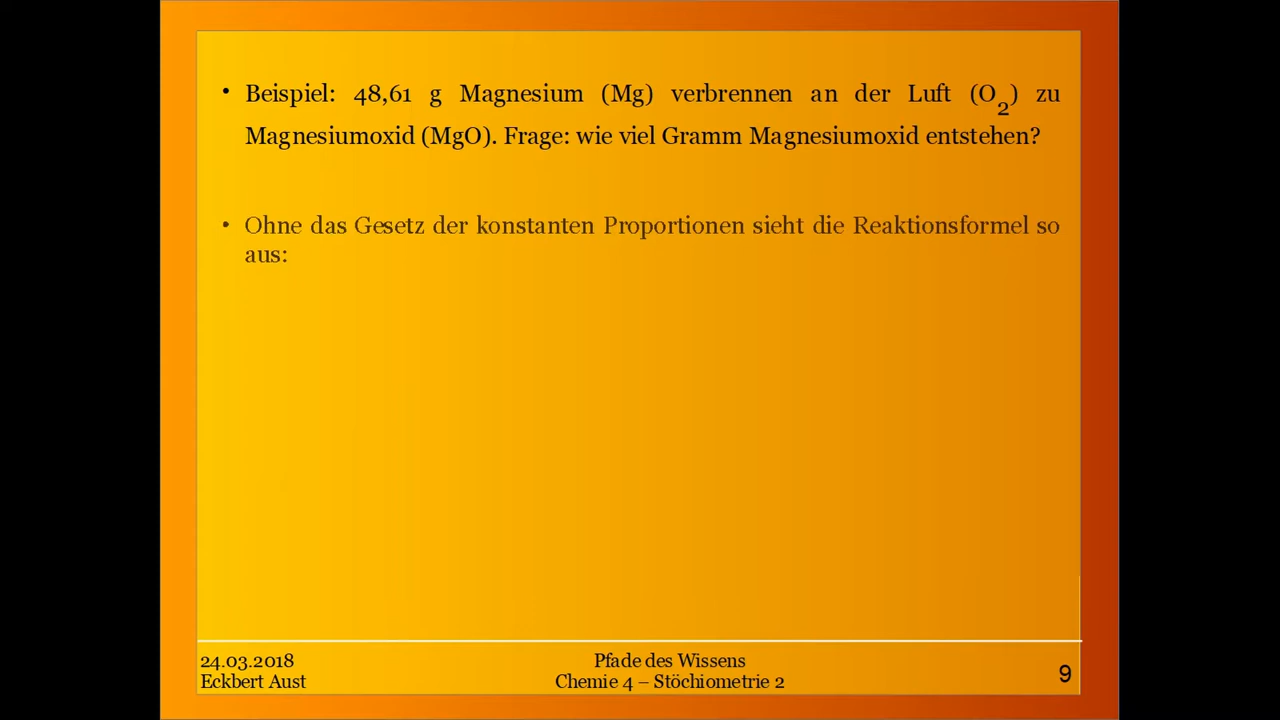 • Beispiel: 48,61 g Magnesium (Mg) verbrennen an der Luft (O2) zu
Magnesiumoxid (MgO). Frage: wie viel Gramm Magnesiumoxid entstehen?
• Ohne das Gesetz der konstanten Proportionen sieht die Reaktionsformel so
aus:
24.03.2018
Eckbert Aust
Pfade des Wissens
Chemie 4 – Stöchiometrie 2
9